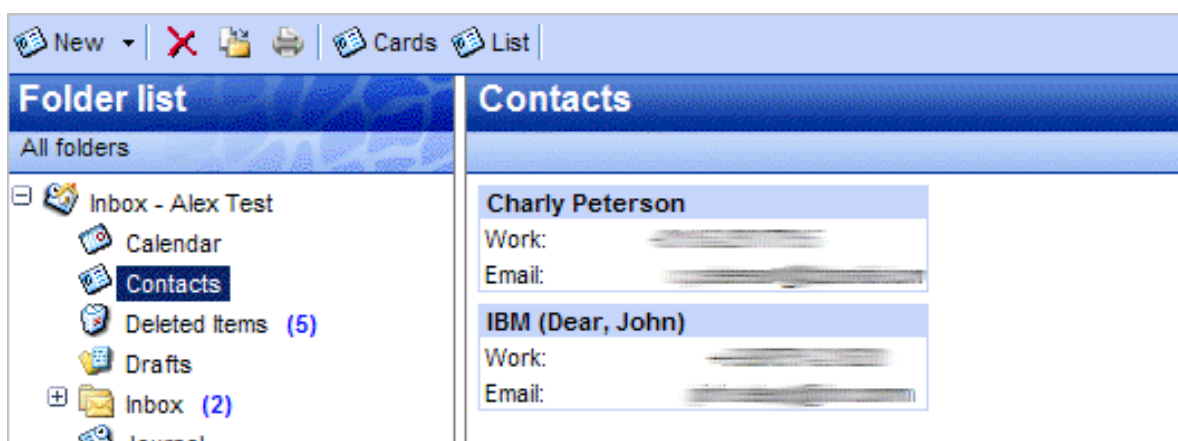 New Cards List
Folder list
All folders
Inbox - Alex Test
Calendar
Contacts
Deleted Items (5)
Drafts
Inbox (2)
Journal
Contacts
Charly Peterson
Work:
Email:
IBM (Dear, John)
Work:
Email: